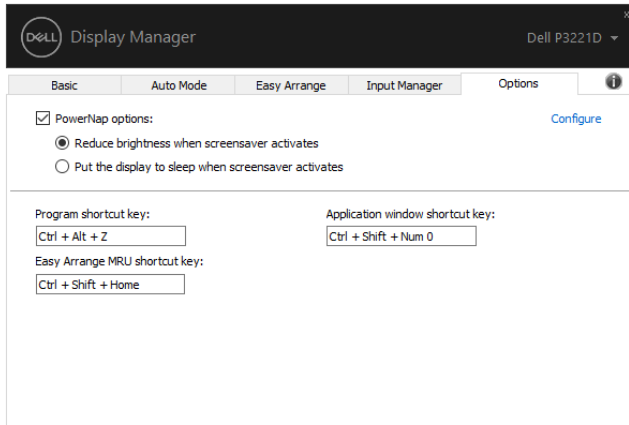 x
DELL Display Manager
Dell P3221D
Basic Auto Mode Easy Arrange Input Manager Options i
PowerNap options: Configure
Reduce brightness when screensaver activates
Put the display to sleep when screensaver activates
Program shortcut key: Application window shortcut key:
Ctrl + Alt + Z Ctrl + Shift + Num 0
Easy Arrange MRU shortcut key:
Ctrl + Shift + Home